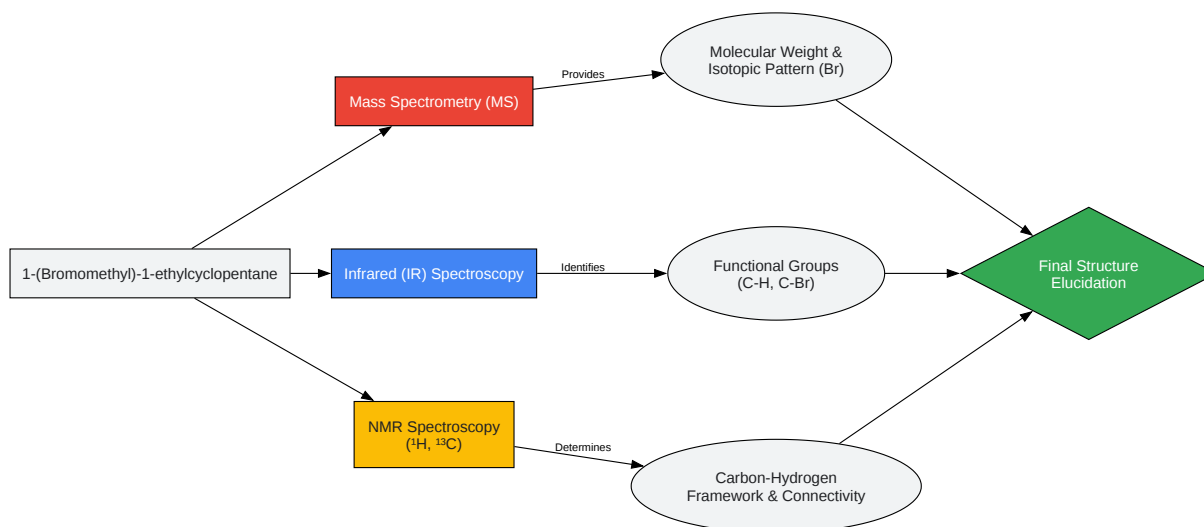 1-(Bromomethyl)-1-ethylcyclopentane
Mass Spectrometry (MS)
Provides
Molecular Weight &
Isotopic Pattern (Br)
Infrared (IR) Spectroscopy
Identifies
Functional Groups
(C-H, C-Br)
NMR Spectroscopy
(¹H, ¹³C)
Determines
Carbon-Hydrogen
Framework & Connectivity
Final Structure
Elucidation